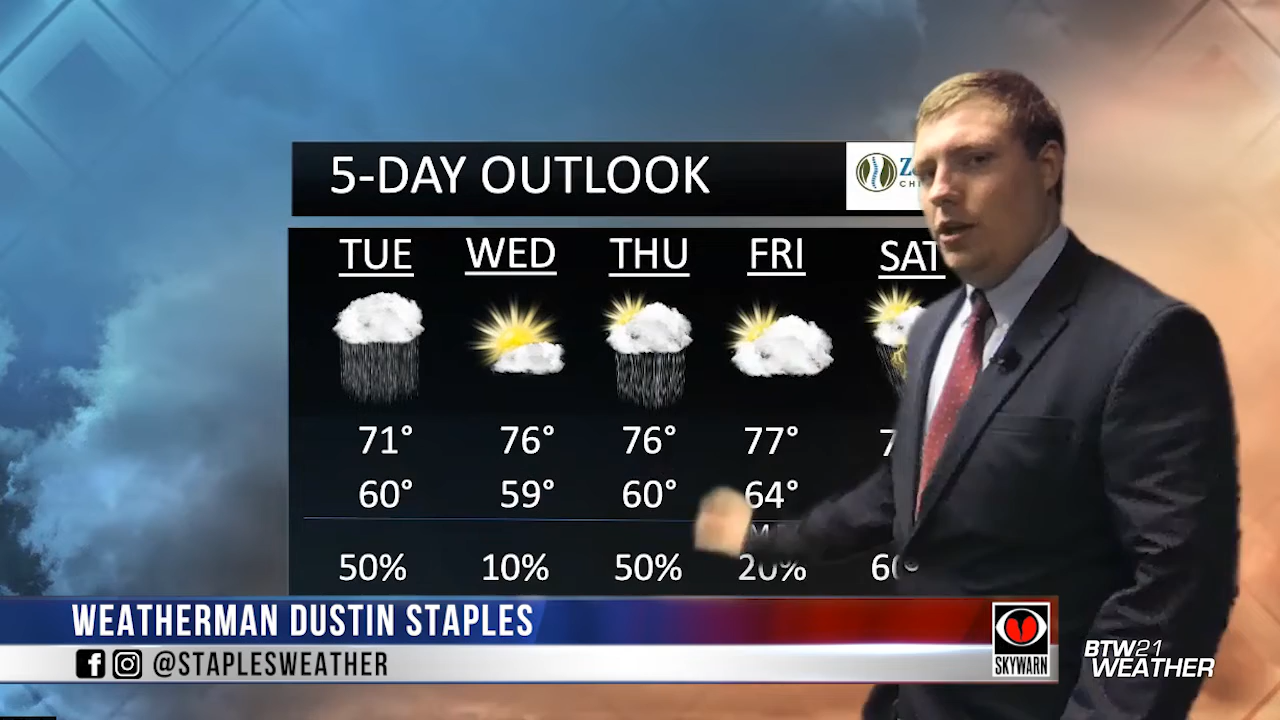 5-DAY OUTLOOK
TUE WED THU FRI SAT
71° 76° 76° 77°
60° 59° 60° 64°
50% 10% 50% 20%
WEATHERMAN DUSTIN STAPLES
@STAPLESWEATHER
SKYWARN
BTW21
WEATHER